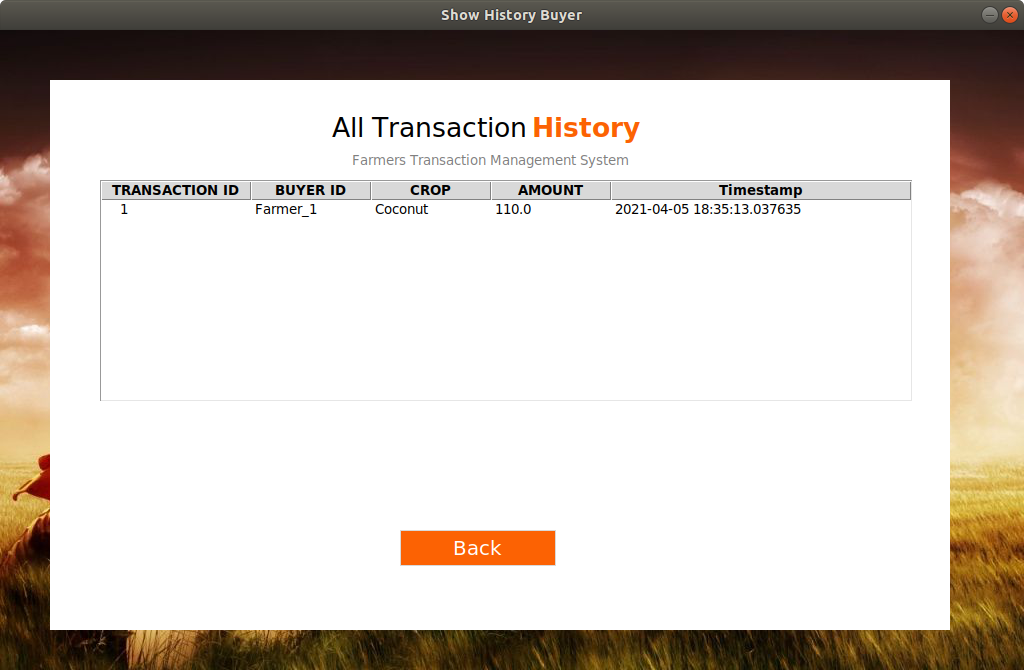 Show History Buyer
All Transaction History
Farmers Transaction Management System
TRANSACTION ID BUYER ID CROP AMOUNT Timestamp
1 Farmer_1 Coconut 110.0 2021-04-05 18:35:13.037635
Back